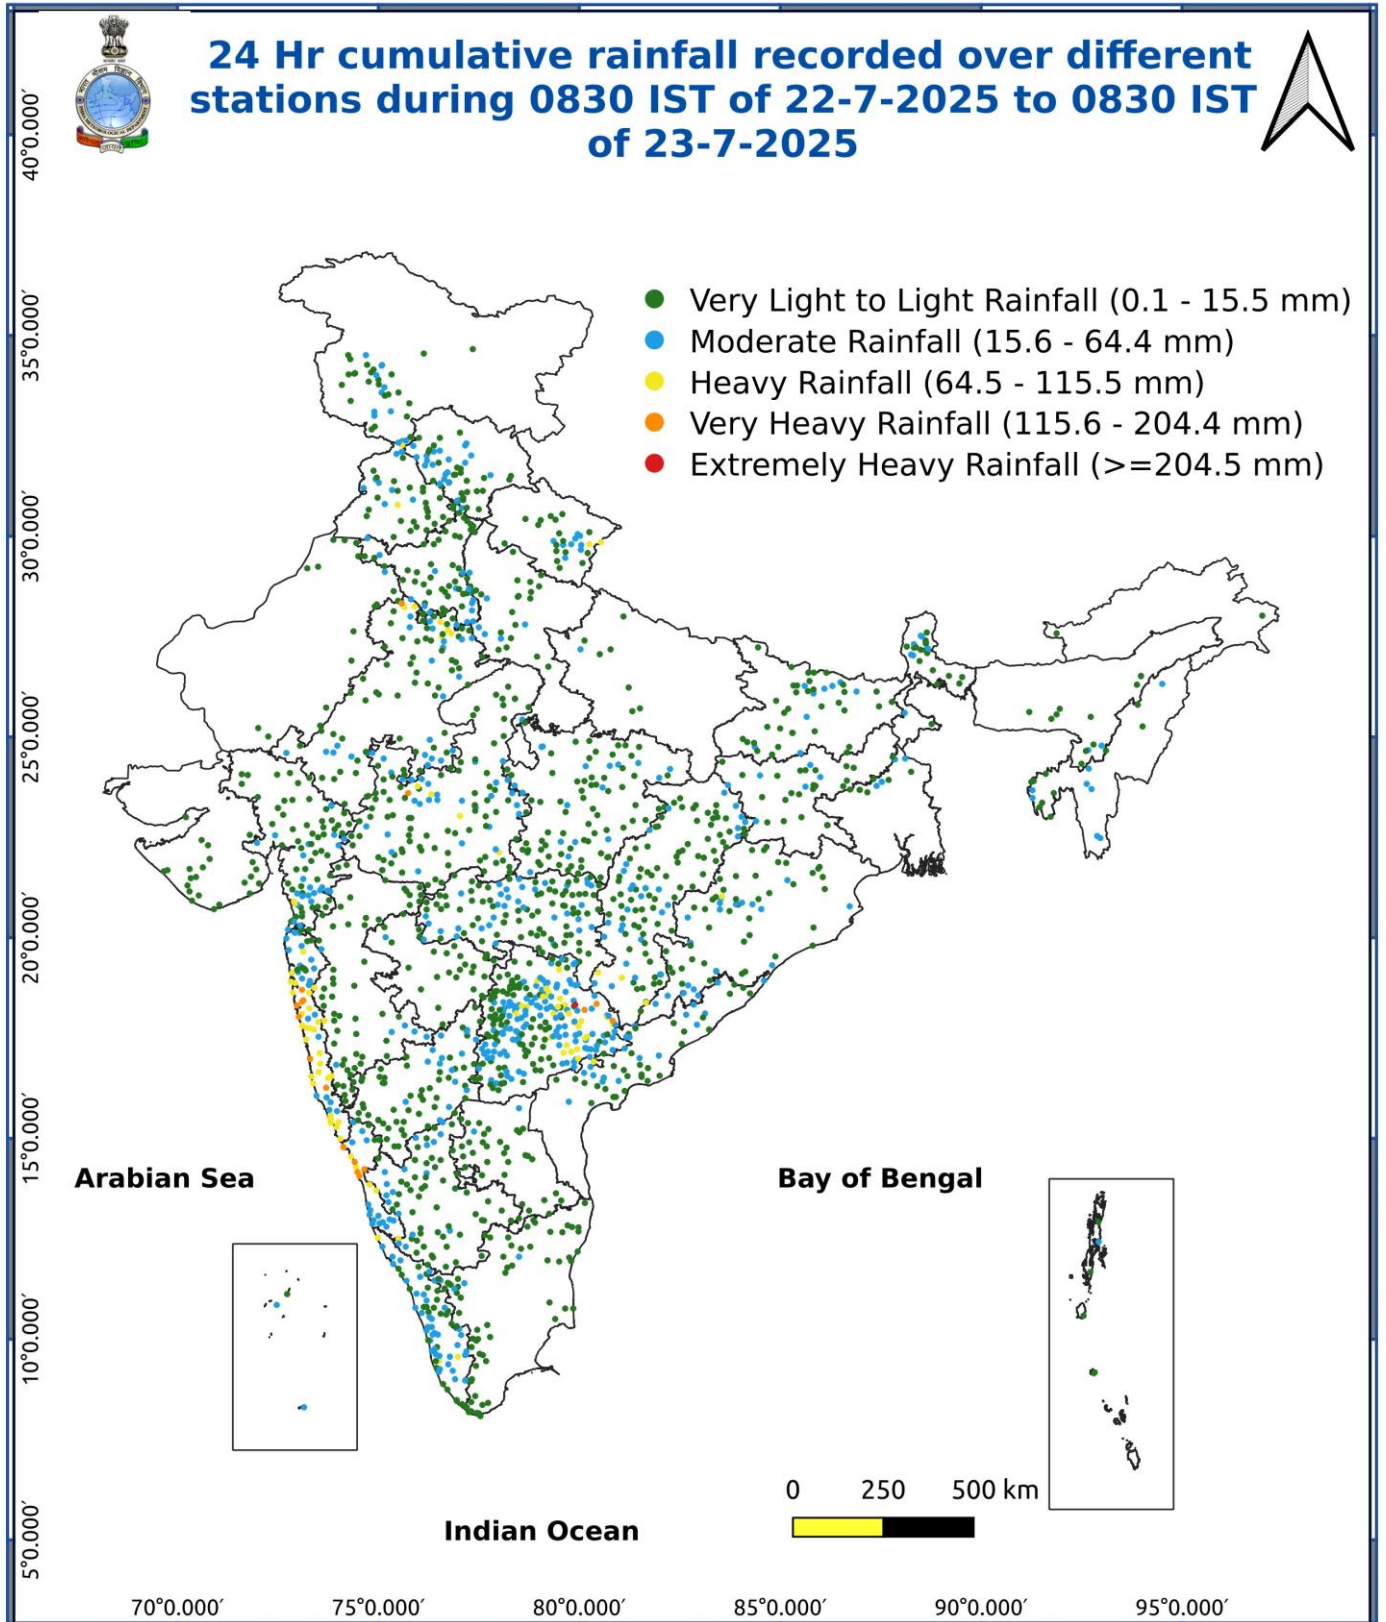 24 Hr cumulative rainfall recorded over different
stations during 0830 IST of 22-7-2025 to 0830 IST
of 23-7-2025
Very Light to Light Rainfall (0.1 - 15.5 mm)
Moderate Rainfall (15.6 - 64.4 mm)
Heavy Rainfall (64.5 - 115.5 mm)
Very Heavy Rainfall (115.6 - 204.4 mm)
Extremely Heavy Rainfall (>=204.5 mm)
40°0.000′
35°0.000′
30°0.000′
25°0.000′
20°0.000′
15°0.000′
10°0.000′
5°0.000′
Arabian Sea
Bay of Bengal
Indian Ocean
0 250 500 km
70°0.000′ 75°0.000′ 80°0.000′ 85°0.000′ 90°0.000′ 95°0.000′